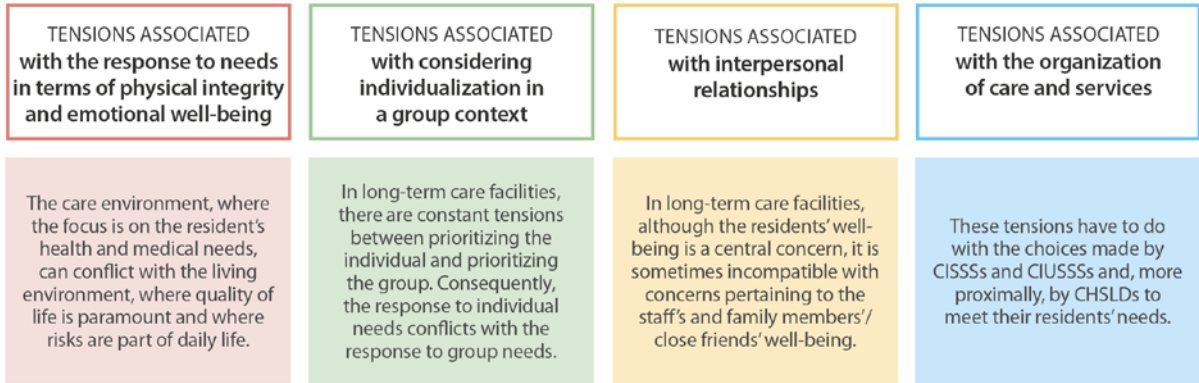 TENSIONS ASSOCIATED
with the response to needs
in terms of physical integrity
and emotional well-being
The care environment, where
the focus is on the resident's
health and medical needs,
can conflict with the living
environment, where quality of
life is paramount and where
risks are part of daily life.
TENSIONS ASSOCIATED
with considering
individualization in
a group context
In long-term care facilities,
there are constant tensions
between prioritizing the
individual and prioritizing
the group. Consequently,
the response to individual
needs conflicts with the
response to group needs.
TENSIONS ASSOCIATED
with interpersonal
relationships
In long-term care facilities,
although the residents' well-
being is a central concern, it is
sometimes incompatible with
concerns pertaining to the
staff's and family members'/
close friends' well-being.
TENSIONS ASSOCIATED
with the organization
of care and services
These tensions have to do
with the choices made by
CISSSs and CIUSSSs and, more
proximally, by CHSLDs to
meet their residents' needs.